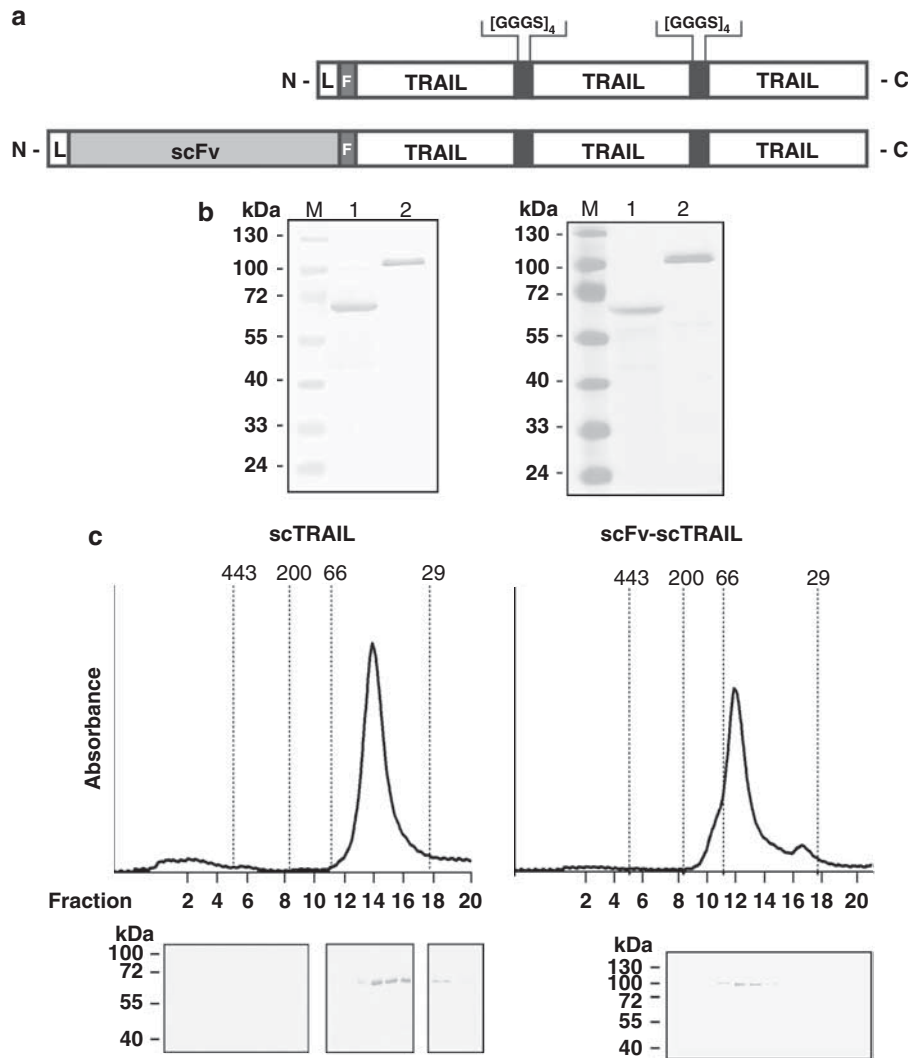 a
[GGGS]4 [GGGS]4
N - L F TRAIL TRAIL TRAIL - C
N - L scFv F TRAIL TRAIL TRAIL - C
b
kDa M 1 2
130 -
100 -
72 -
55 -
40 -
33 -
24 -
M 1 2
kDa
130 -
100 -
72 -
55 -
40 -
33 -
24 -
c
scTRAIL
443 200 66 29
Absorbance
Fraction 2 4 6 8 10 12 14 16 18 20
kDa
100 -
72 -
55 -
40 -
scFv-scTRAIL
443 200 66 29
2 4 6 8 10 12 14 16 18 20
kDa
130 -
100 -
72 -
55 -
40 -